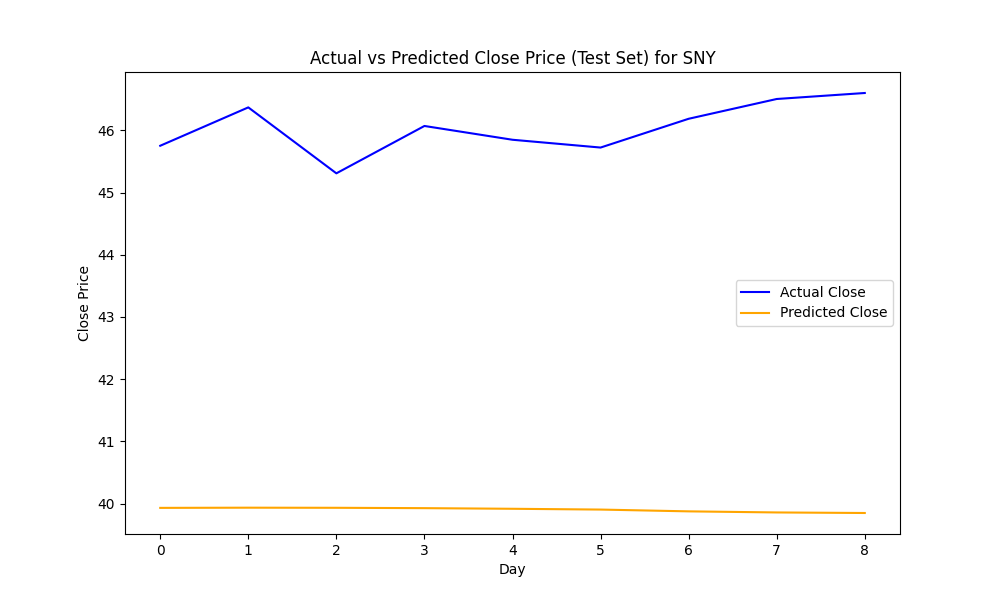 Actual vs Predicted Close Price (Test Set) for SNY
46
45
44
43
42
41
40
Close Price
Actual Close
Predicted Close
0 1 2 3 4 5 6 7 8
Day